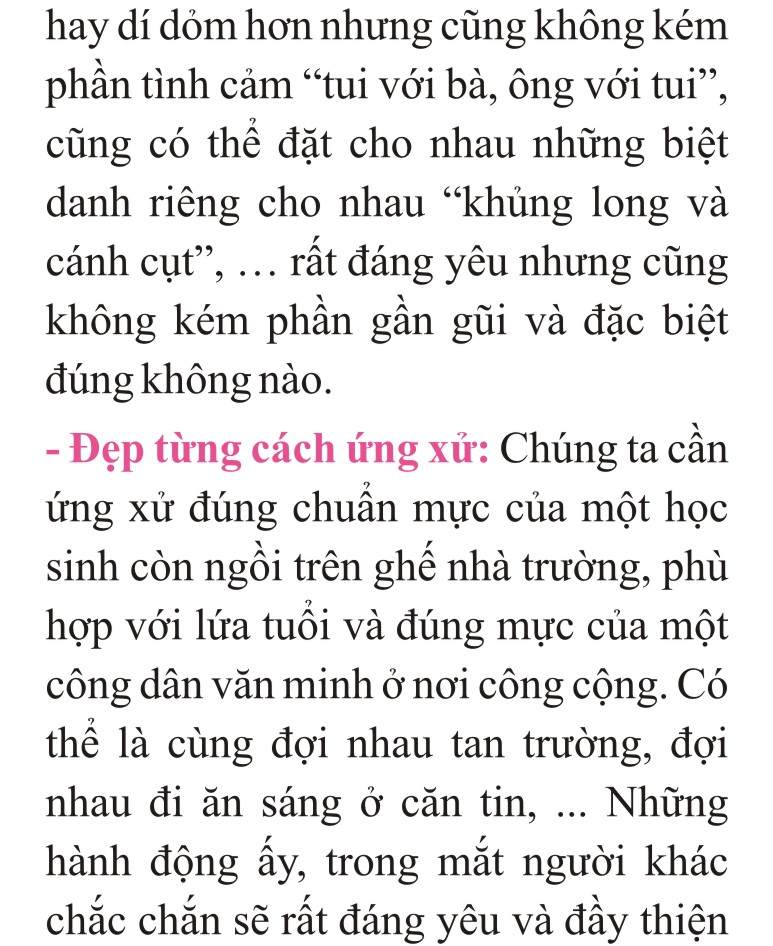 hay dí dỏm hơn nhưng cũng không kém
phần tình cảm “tui với bà, ông với tui”,
cũng có thể đặt cho nhau những biệt
danh riêng cho nhau “khủng long và
cánh cụt”, … rất đáng yêu nhưng cũng
không kém phần gần gũi và đặc biệt
đúng không nào.
- Đẹp từng cách ứng xử: Chúng ta cần
ứng xử đúng chuẩn mực của một học
sinh còn ngồi trên ghế nhà trường, phù
hợp với lứa tuổi và đúng mực của một
công dân văn minh ở nơi công cộng. Có
thể là cùng đợi nhau tan trường, đợi
nhau đi ăn sáng ở căn tin, ... Những
hành động ấy, trong mắt người khác
chắc chắn sẽ rất đáng yêu và đầy thiện